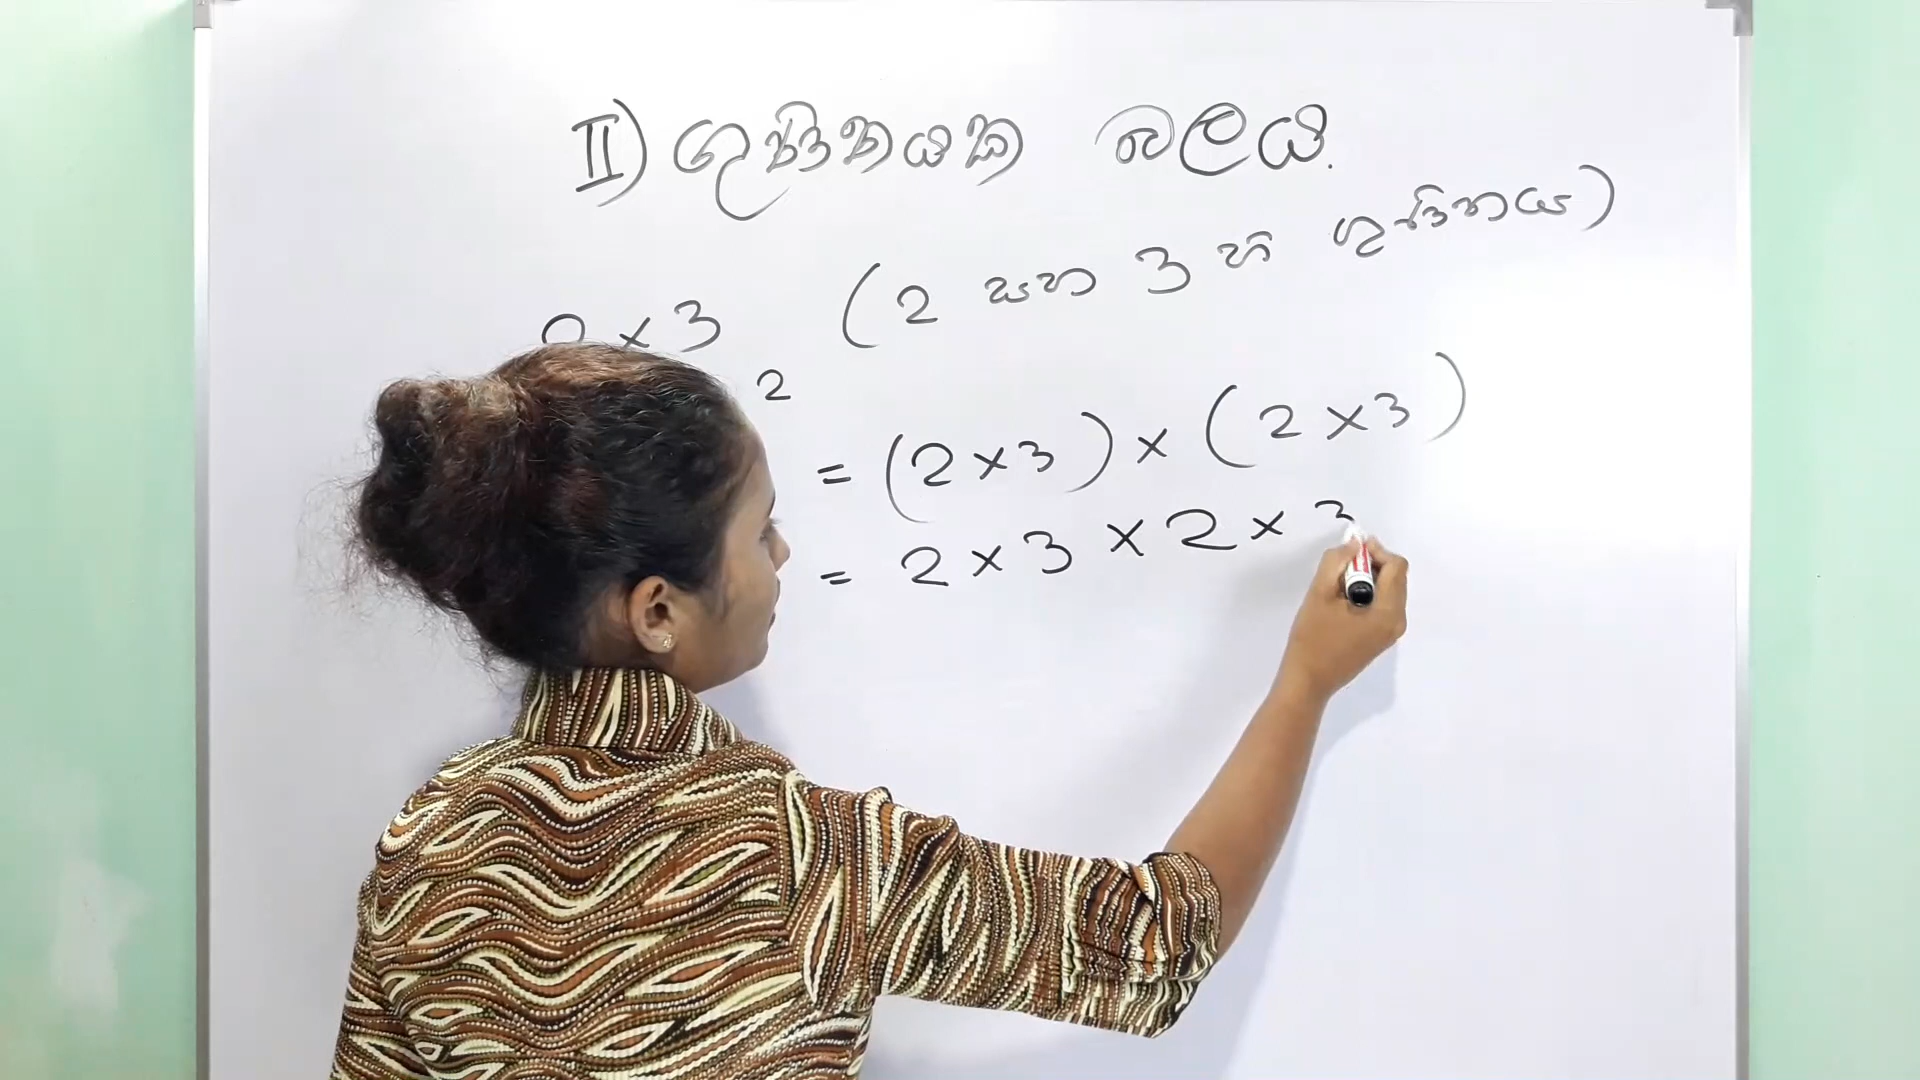 II) ගුණිතයක බලය.
2 × 3 (2 සහ 3 හි ගුණිතය)
2
= (2 × 3) × (2 × 3)
= 2 × 3 × 2 × 3